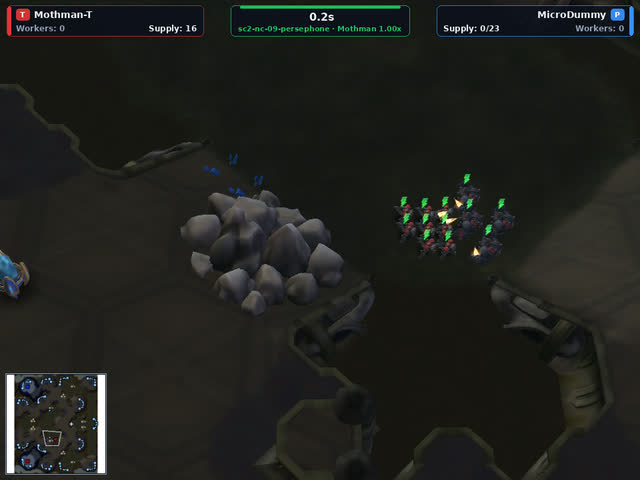 T Mothman-T
Workers: 0 Supply: 16
0.2s
sc2-nc-09-persephone · Mothman 1.00x
MicroDummy P
Supply: 0/23 Workers: 0